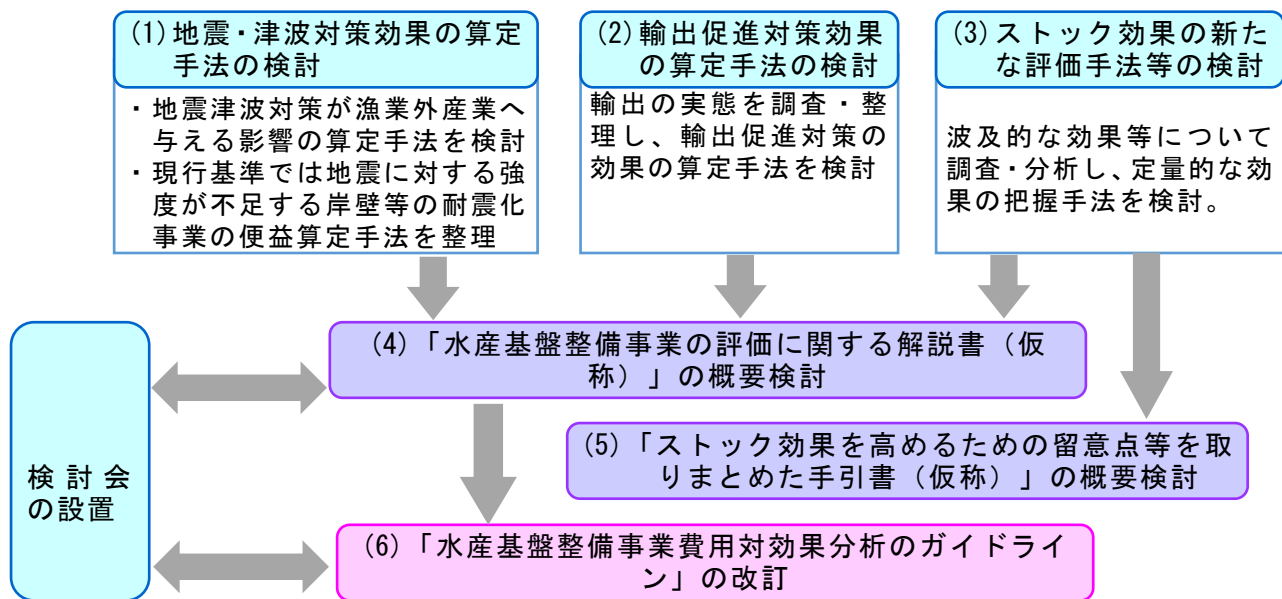 (1)地震・津波対策効果の算定
手法の検討
・地震津波対策が漁業外産業へ
与える影響の算定手法を検討
・現行基準では地震に対する強
度が不足する岸壁等の耐震化
事業の便益算定手法を整理
(2)輸出促進対策効果
の算定手法の検討
輸出の実態を調査・整
理し、輸出促進対策の
効果の算定手法を検討
(3)ストック効果の新た
な評価手法等の検討
波及的な効果等について
調査・分析し、定量的な効
果の把握手法を検討。
(4)「水産基盤整備事業の評価に関する解説書（仮
称）」の概要検討
(5)「ストック効果を高めるための留意点等を取
りまとめた手引書（仮称）」の概要検討
検討会
の設置
(6)「水産基盤整備事業費用対効果分析のガイドライ
ン」の改訂